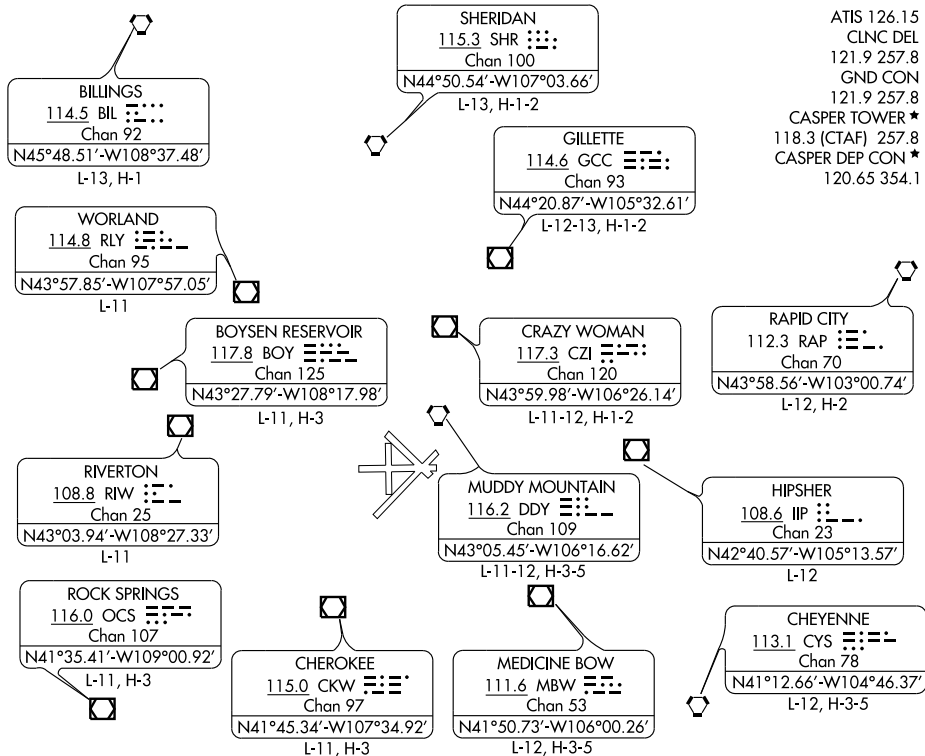 SHERIDAN
115.3 SHR
Chan 100
N44°50.54′-W107°03.66′
L-13, H-1-2
ATIS 126.15
CLNC DEL
121.9 257.8
GND CON
121.9 257.8
CASPER TOWER ★
118.3 (CTAF) 257.8
CASPER DEP CON ★
120.65 354.1
BILLINGS
114.5 BIL
Chan 92
N45°48.51′-W108°37.48′
L-13, H-1
GILLETTE
114.6 GCC
Chan 93
N44°20.87′-W105°32.61′
L-12-13, H-1-2
WORLAND
114.8 RLY
Chan 95
N43°57.85′-W107°57.05′
L-11
BOYSEN RESERVOIR
117.8 BOY
Chan 125
N43°27.79′-W108°17.98′
L-11, H-3
CRAZY WOMAN
117.3 CZI
Chan 120
N43°59.98′-W106°26.14′
L-11-12, H-1-2
RAPID CITY
112.3 RAP
Chan 70
N43°58.56′-W103°00.74′
L-12, H-2
RIVERTON
108.8 RIW
Chan 25
N43°03.94′-W108°27.33′
L-11
MUDDY MOUNTAIN
116.2 DDY
Chan 109
N43°05.45′-W106°16.62′
L-11-12, H-3-5
HIPSHER
108.6 IIP
Chan 23
N42°40.57′-W105°13.57′
L-12
ROCK SPRINGS
116.0 OCS
Chan 107
N41°35.41′-W109°00.92′
L-11, H-3
CHEROKEE
115.0 CKW
Chan 97
N41°45.34′-W107°34.92′
L-11, H-3
MEDICINE BOW
111.6 MBW
Chan 53
N41°50.73′-W106°00.26′
L-12, H-3-5
CHEYENNE
113.1 CYS
Chan 78
N41°12.66′-W104°46.37′
L-12, H-3-5